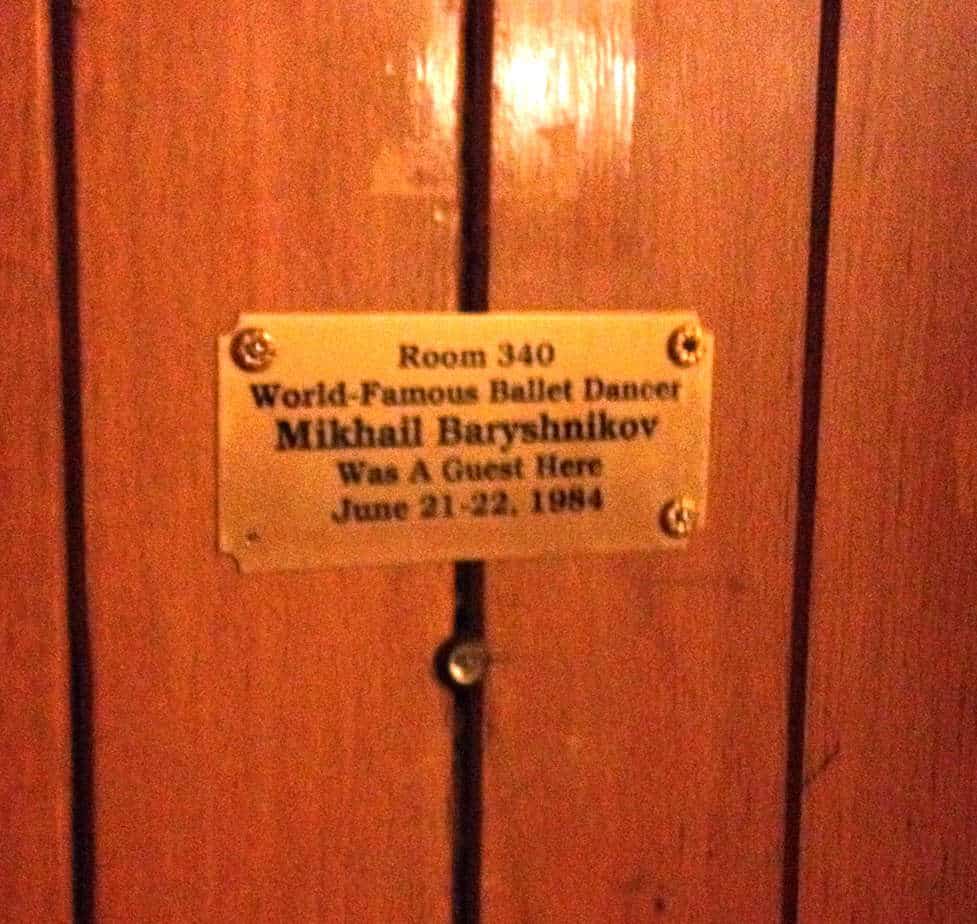 Room 340
World-Famous Ballet Dancer
Mikhail Baryshnikov
Was A Guest Here
June 21-22, 1984